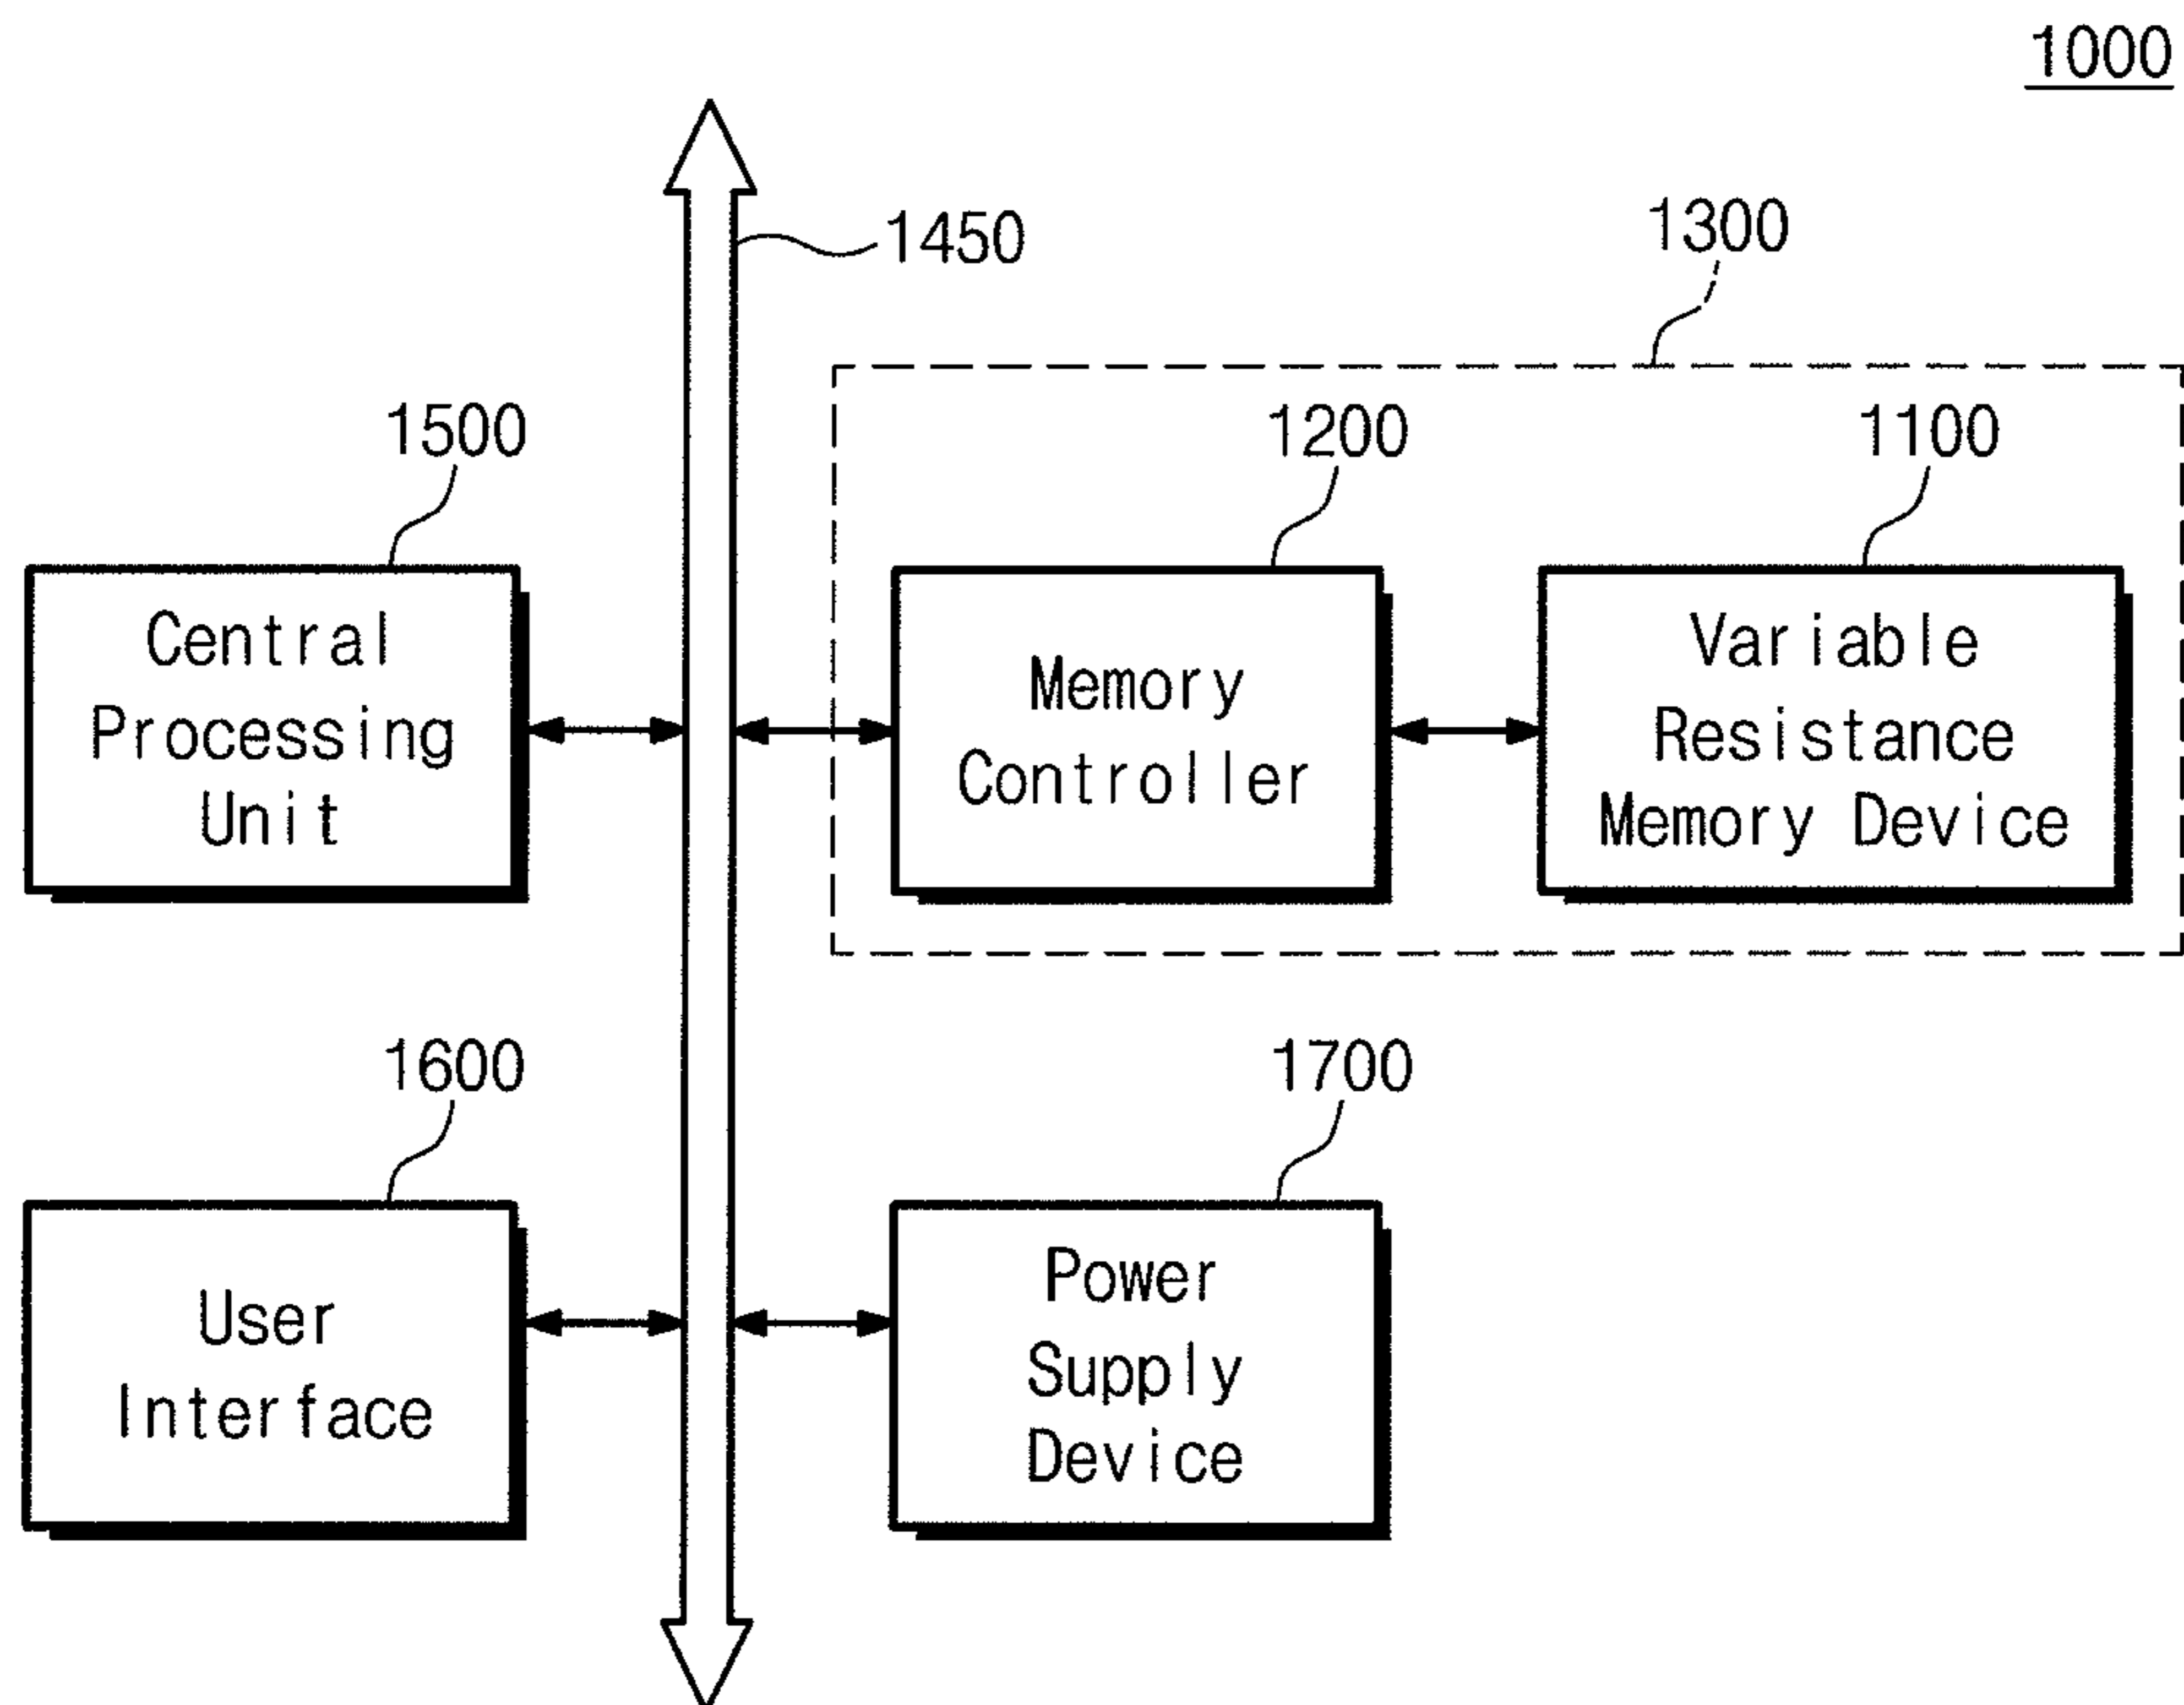 1000
1450
1300
1500
1200
1100
Central
Processing
Unit
Memory
Controller
Variable
Resistance
Memory Device
1600
1700
User
Interface
Power
Supply
Device